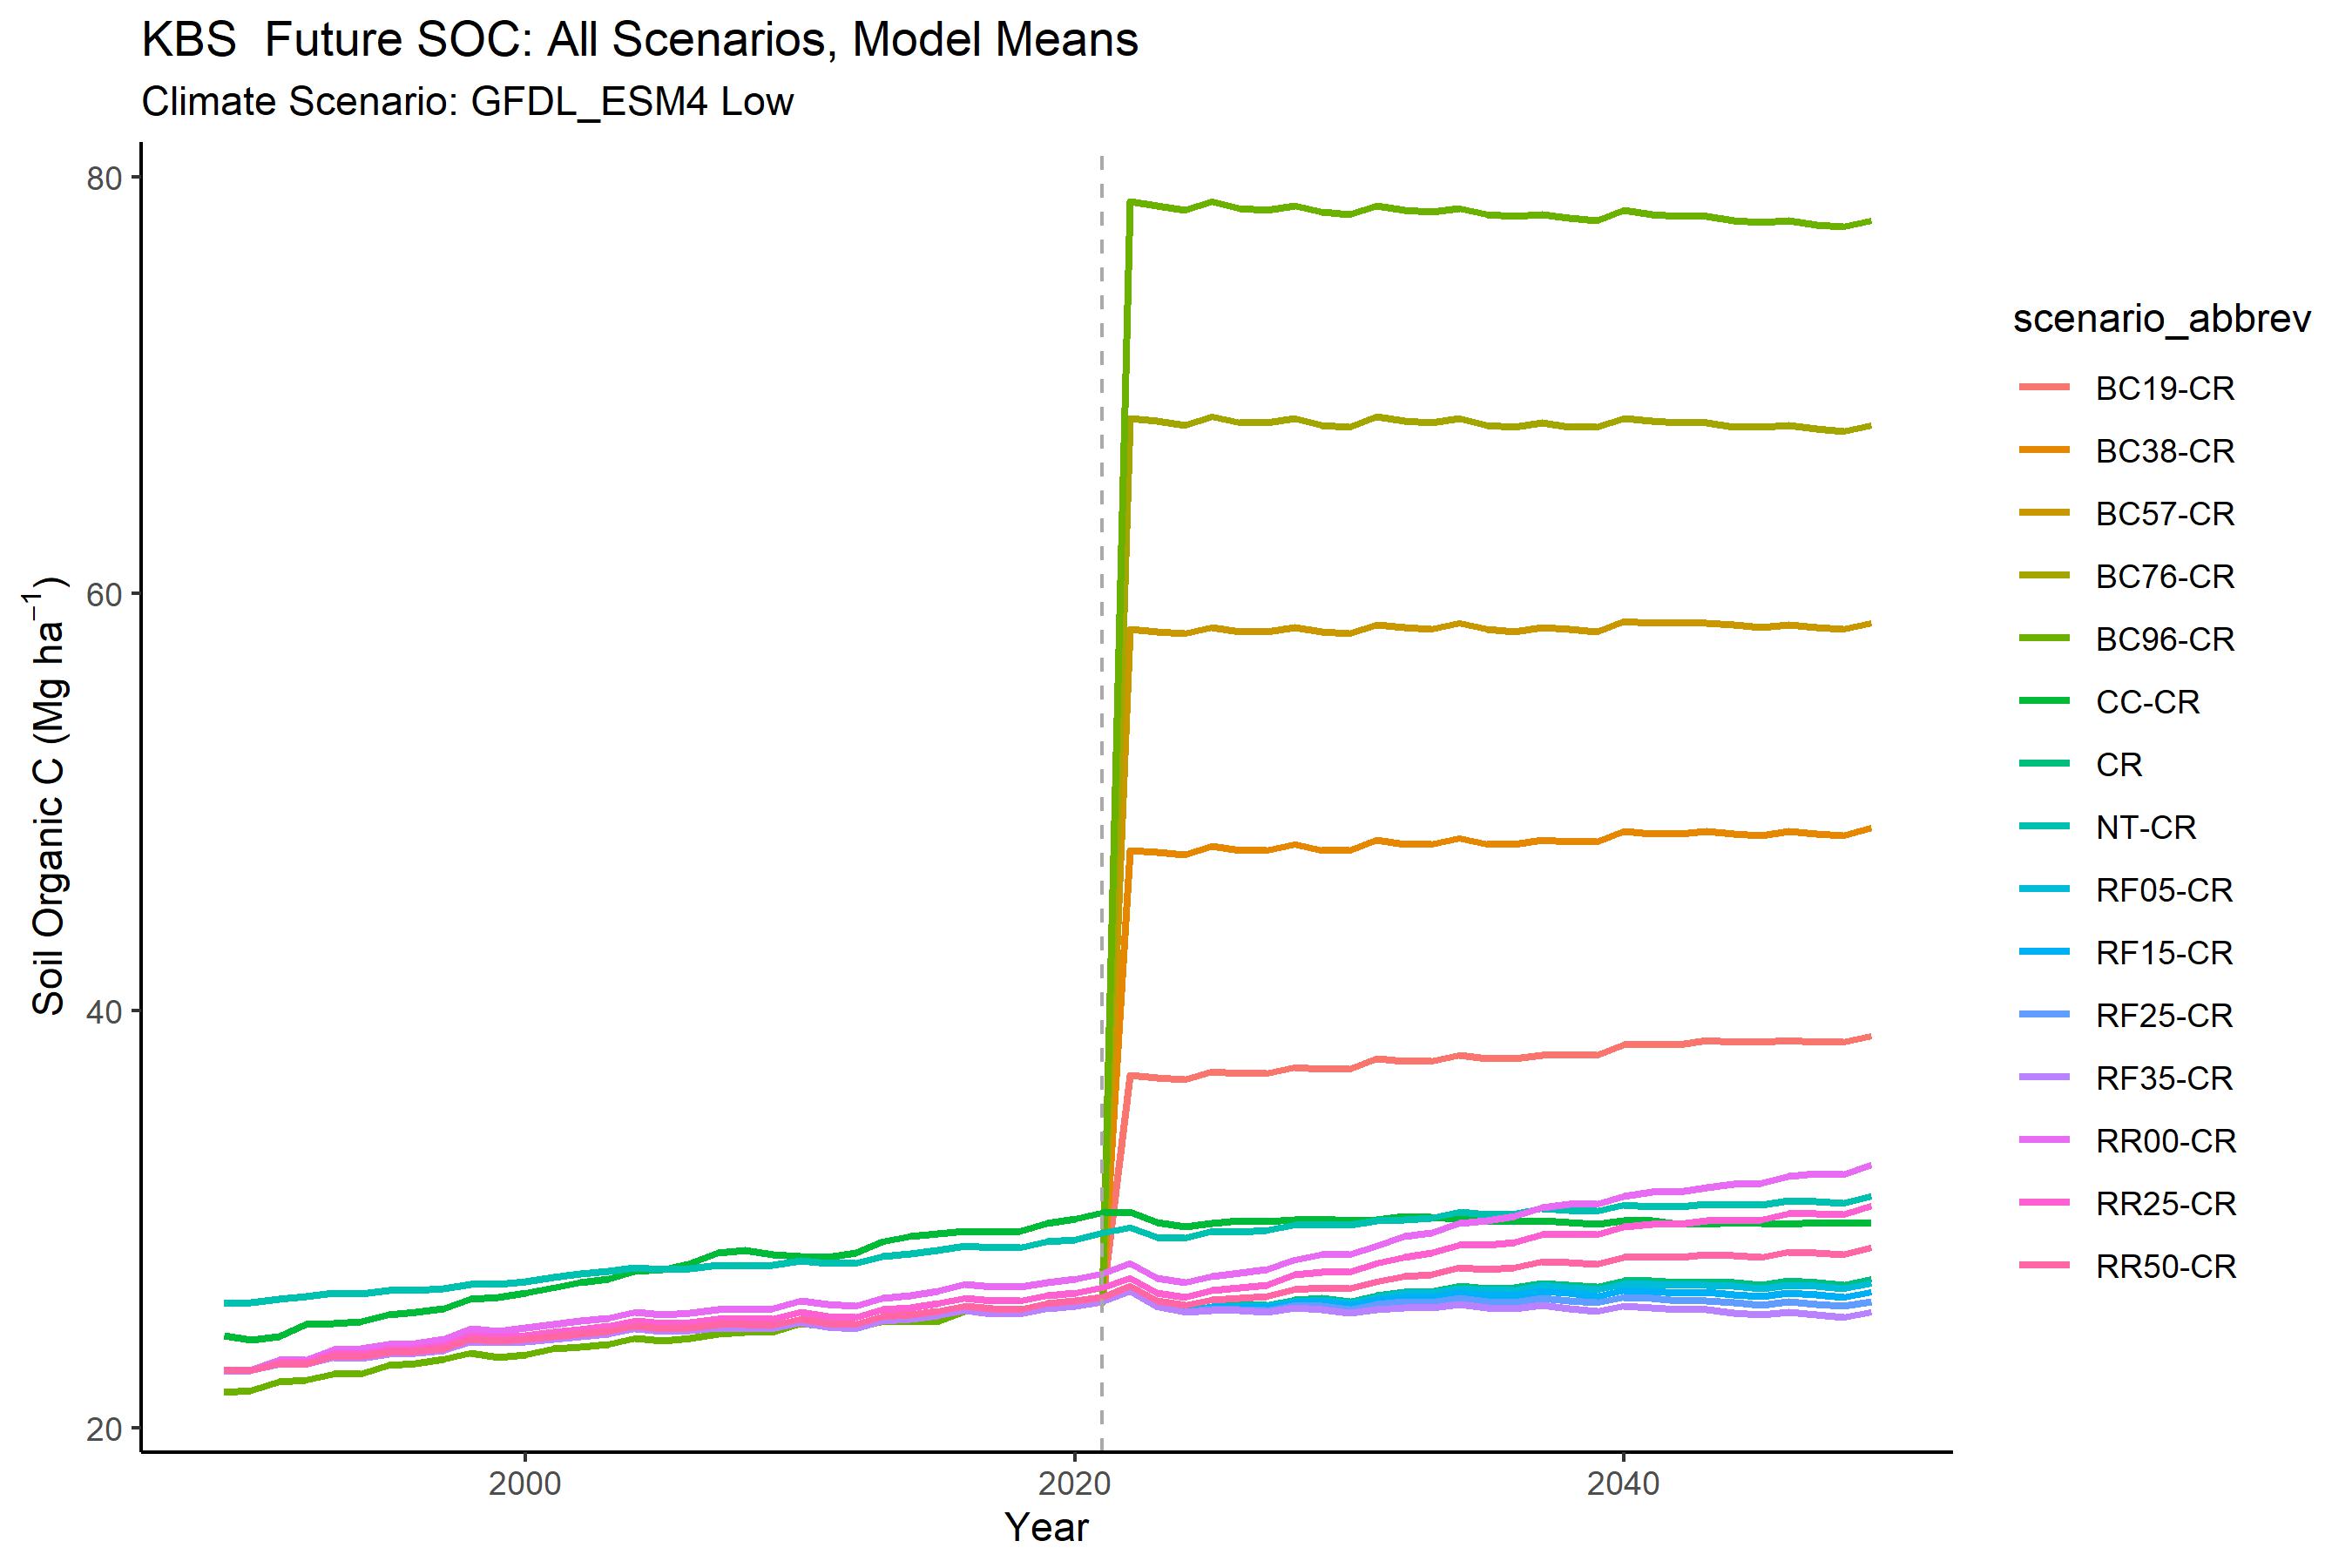 KBS  Future SOC: All Scenarios, Model Means
Climate Scenario: GFDL_ESM4 Low
80
60
40
20
Soil Organic C (Mg ha⁻¹)
2000
2020
2040
Year
scenario_abbrev
BC19-CR
BC38-CR
BC57-CR
BC76-CR
BC96-CR
CC-CR
CR
NT-CR
RF05-CR
RF15-CR
RF25-CR
RF35-CR
RR00-CR
RR25-CR
RR50-CR